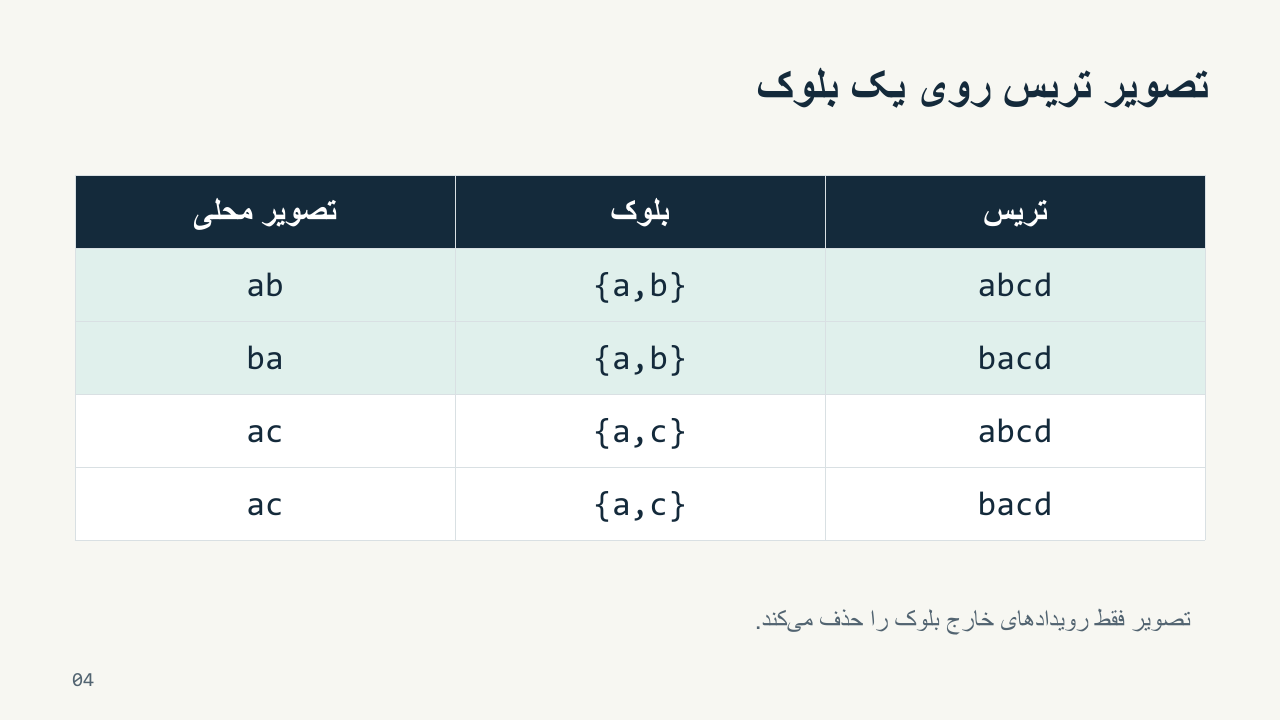 تصویر تریس روی یک بلوک
تریس بلوک تصویر محلی
abcd {a,b} ab
bacd {a,b} ba
abcd {a,c} ac
bacd {a,c} ac
تصویر فقط رویدادهای خارج بلوک را حذف می‌کند.
04